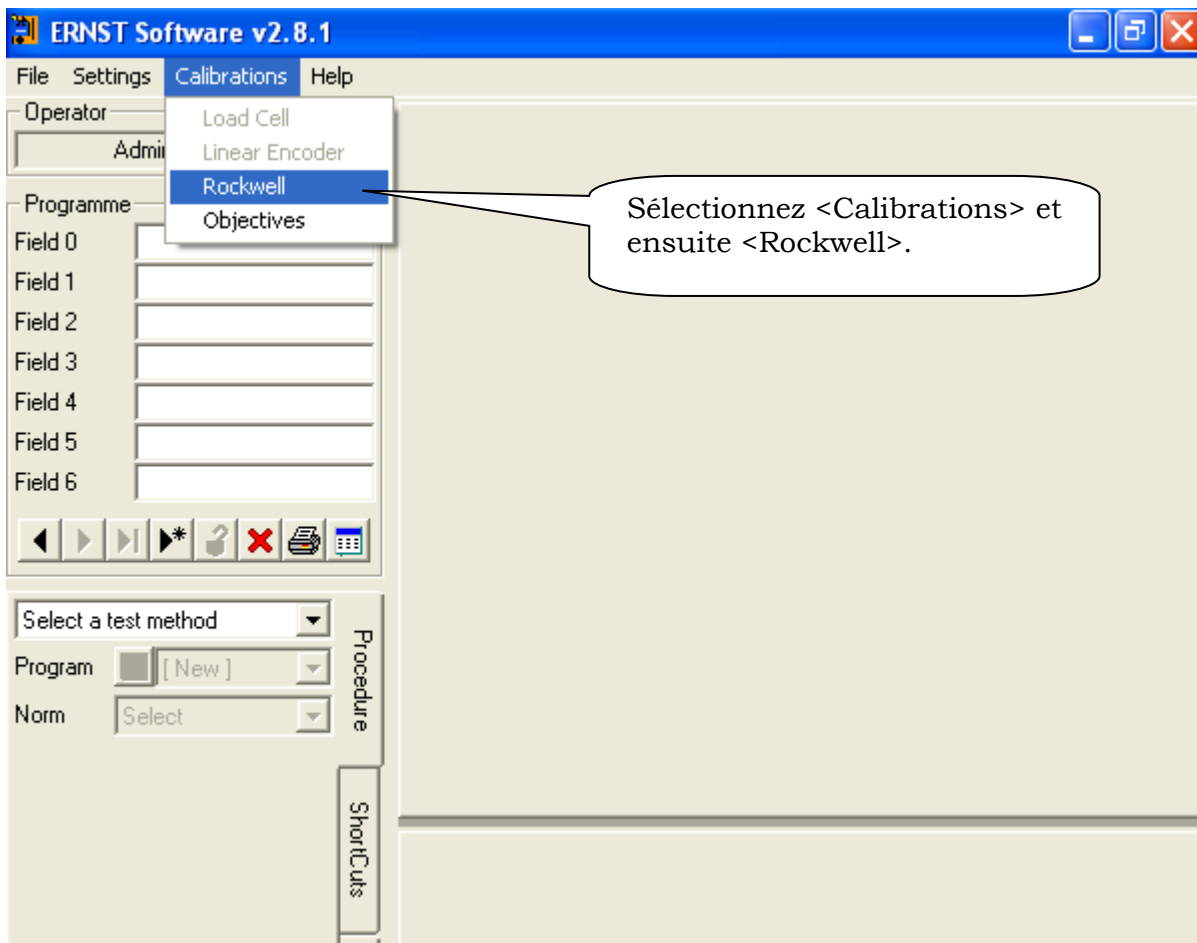 ERNST Software v2.8.1
File Settings Calibrations Help
Operator
Admi
Load Cell
Linear Encoder
Rockwell
Objectives
Sélectionnez <Calibrations> et
ensuite <Rockwell>.
Programme
Field 0
Field 1
Field 2
Field 3
Field 4
Field 5
Field 6
Select a test method
Program [ New ]
Norm Select
Procedure
ShortCuts